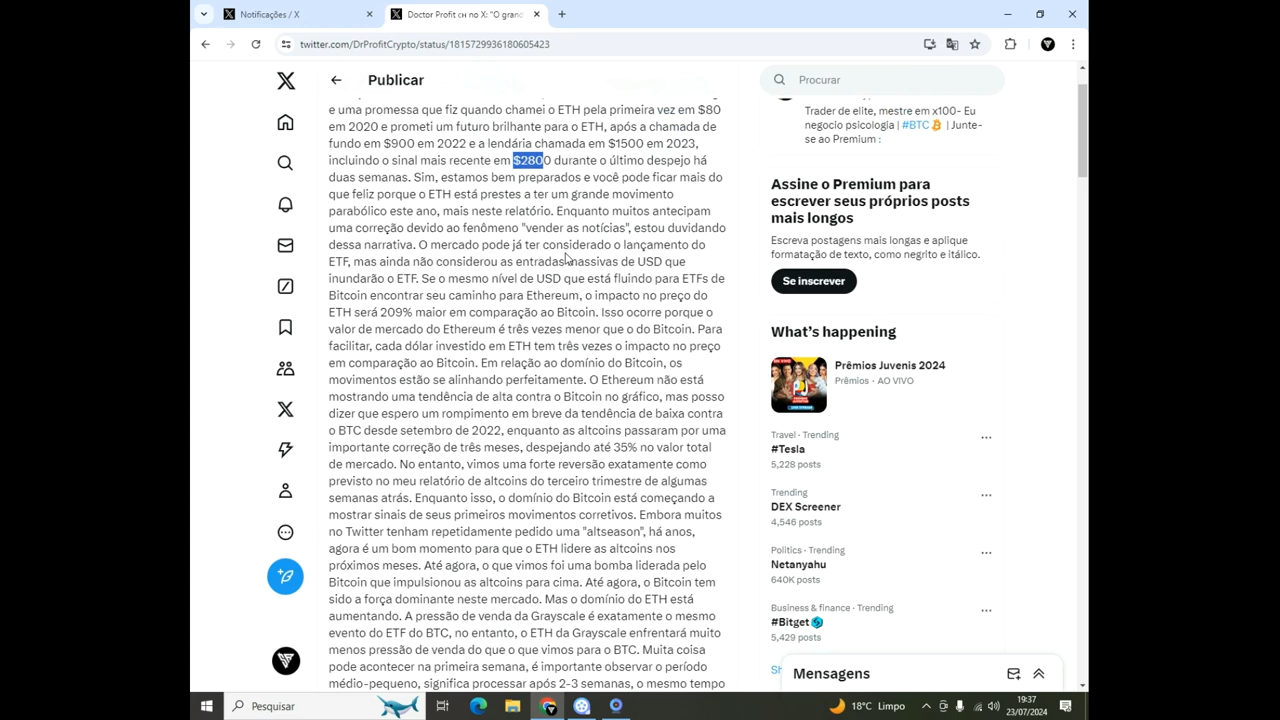 Notificações / X
Doctor Profit сн no X: "O gran
twitter.com/DrProfitCrypto/status/1815729936180605423
Publicar
Procurar
e uma promessa que fiz quando chamei o ETH pela primeira vez em $80
em 2020 e prometi um futuro brilhante para o ETH, após a chamada de
fundo em $900 em 2022 e a lendária chamada em $1500 em 2023,
incluindo o sinal mais recente em $2800 durante o último despejo há
duas semanas. Sim, estamos bem preparados e você pode ficar mais do
que feliz porque o ETH está prestes a ter um grande movimento
parabólico este ano, mais neste relatório. Enquanto muitos antecipam
uma correção devido ao fenômeno "vender as notícias", estou duvidando
dessa narrativa. O mercado pode já ter considerado o lançamento do
ETF, mas ainda não considerou as entradas massivas de USD que
inundarão o ETF. Se o mesmo nível de USD que está fluindo para ETFs de
Bitcoin encontrar seu caminho para Ethereum, o impacto no preço do
ETH será 209% maior em comparação ao Bitcoin. Isso ocorre porque o
valor de mercado do Ethereum é três vezes menor que o do Bitcoin. Para
facilitar, cada dólar investido em ETH tem três vezes o impacto no preço
em comparação ao Bitcoin. Em relação ao domínio do Bitcoin, os
movimentos estão se alinhando perfeitamente. O Ethereum não está
mostrando uma tendência de alta contra o Bitcoin no gráfico, mas posso
dizer que espero um rompimento em breve da tendência de baixa contra
o BTC desde setembro de 2022, enquanto as altcoins passaram por uma
importante correção de três meses, despejando até 35% no valor total
de mercado. No entanto, vimos uma forte reversão exatamente como
previsto no meu relatório de altcoins do terceiro trimestre de algumas
semanas atrás. Enquanto isso, o domínio do Bitcoin está começando a
mostrar sinais de seus primeiros movimentos corretivos. Embora muitos
no Twitter tenham repetidamente pedido uma "altseason", há anos,
agora é um bom momento para que o ETH lidere as altcoins nos
próximos meses. Até agora, o que vimos foi uma bomba liderada pelo
Bitcoin que impulsionou as altcoins para cima. Até agora, o Bitcoin tem
sido a força dominante neste mercado. Mas o domínio do ETH está
aumentando. A pressão de venda da Grayscale é exatamente o mesmo
evento do ETF do BTC, no entanto, o ETH da Grayscale enfrentará muito
menos pressão de venda do que o que vimos para o BTC. Muita coisa
pode acontecer na primeira semana, é importante observar o período
médio-pequeno, significa processar após 2-3 semanas, o mesmo tempo
Trader de elite, mestre em x100- Eu
negocio psicologia | #BTC | Junte-
se ao Premium :
Assine o Premium para
escrever seus próprios posts
mais longos
Escreva postagens mais longas e aplique
formatação de texto, como negrito e itálico.
Se inscrever
What's happening
Prêmios Juvenis 2024
Prêmios · AO VIVO
Travel · Trending
#Tesla
5,228 posts
Trending
DEX Screener
4,546 posts
Politics · Trending
Netanyahu
640K posts
Business & finance · Trending
#Bitget
5,429 posts
Sh
Mensagens
Pesquisar
18°C Limpo
19:37
23/07/2024